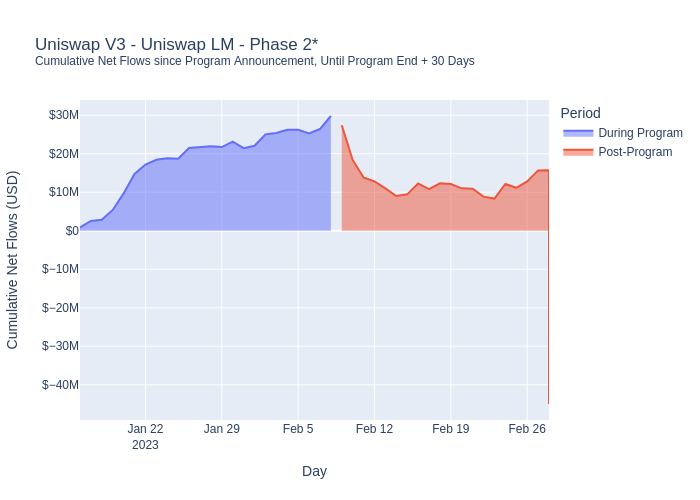 Uniswap V3 - Uniswap LM - Phase 2*
Cumulative Net Flows since Program Announcement, Until Program End + 30 Days
Period
During Program
Post-Program
Cumulative Net Flows (USD)
$30M
$20M
$10M
$0
$−10M
$−20M
$−30M
$−40M
Jan 22
2023
Jan 29
Feb 5
Feb 12
Feb 19
Feb 26
Day